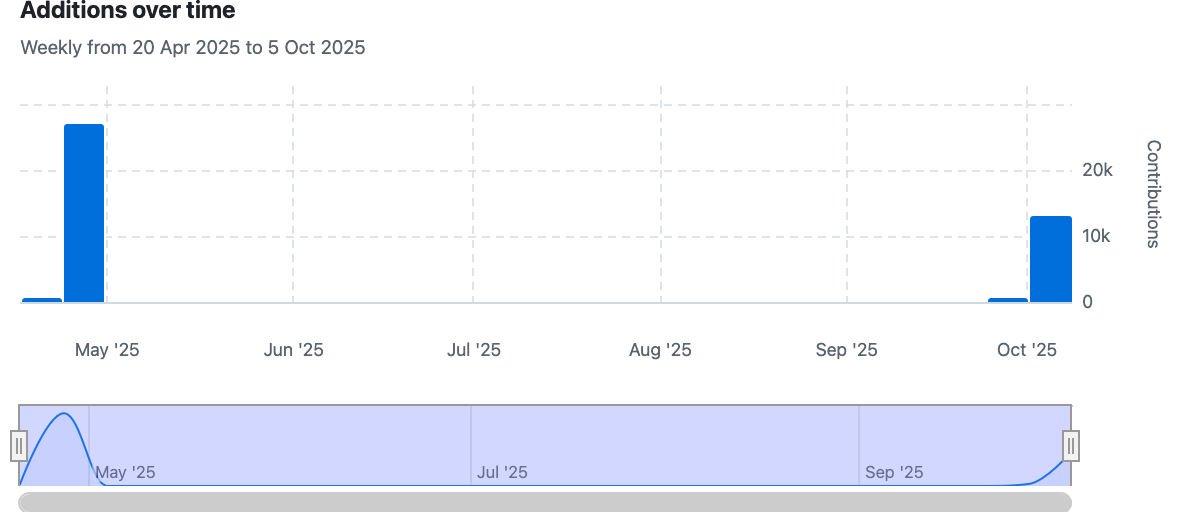 Additions over time
Weekly from 20 Apr 2025 to 5 Oct 2025
20k
10k
0
Contributions
May '25 Jun '25 Jul '25 Aug '25 Sep '25 Oct '25
May '25 Jul '25 Sep '25